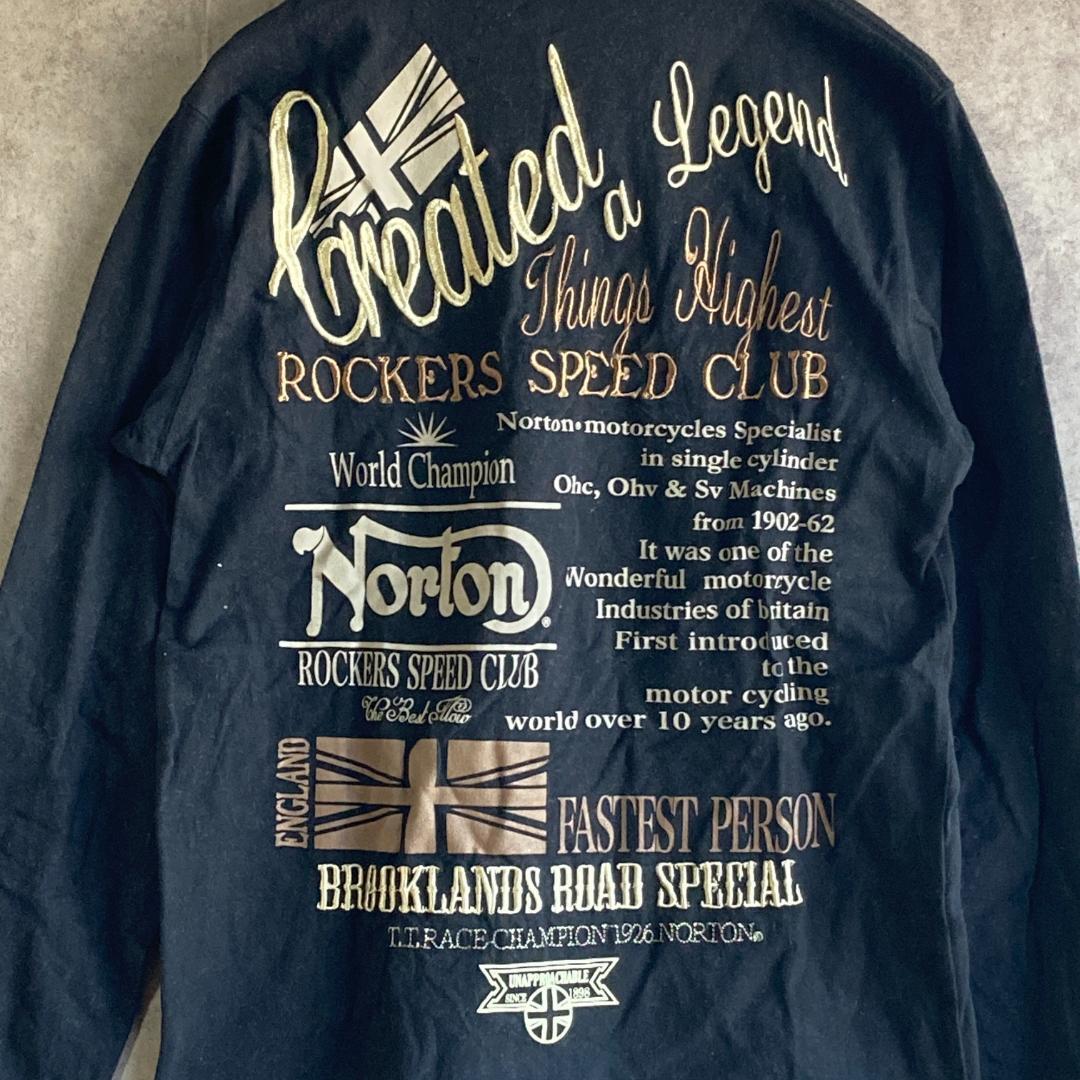 Created a Legend
Things Highest
ROCKERS SPEED CLUB
World Champion
Norton®
ROCKERS SPEED CLUB
The Best Mow
Norton•motorcycles Specialist
in single cylinder
Ohc, Ohv & Sv Machines
from 1902-62
It was one of the
Wonderful motorcycle
Industries of britain
First introduced
to the
motor cycling
world over 10 years ago.
ENGLAND
FASTEST PERSON
BROOKLANDS ROAD SPECIAL
T.T.RACE-CHAMPION 1926.NORTON®
UNAPPROACHABLE
SINCE 1898